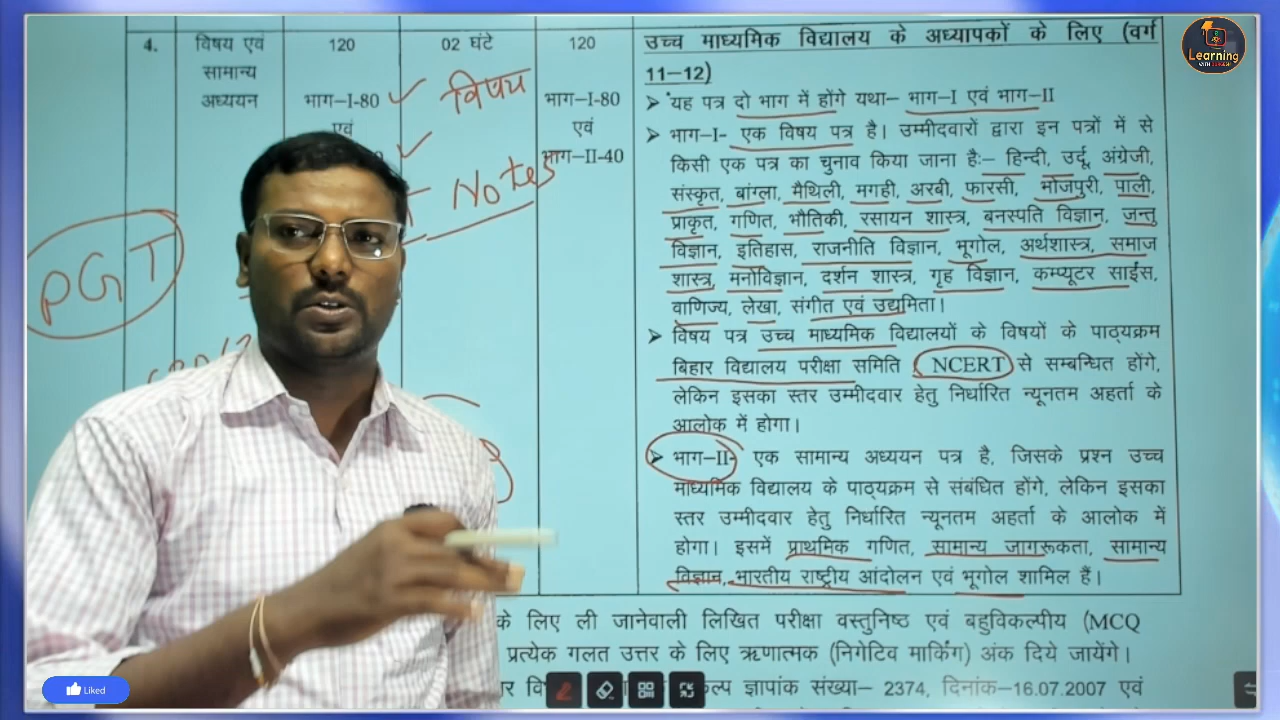 4.
विषय एवं
सामान्य
अध्ययन
120
भाग–I-80
एवं
02 घंटे
विषय
Notes
120
भाग–I-80
एवं
भाग–II-40
PGT
उच्च माध्यमिक विद्यालय के अध्यापकों के लिए (वर्ग
11–12)
➤ यह पत्र दो भाग में होंगे यथा– भाग–I एवं भाग–II
➤ भाग–I- एक विषय पत्र है। उम्मीदवारों द्वारा इन पत्रों में से
किसी एक पत्र का चुनाव किया जाना हैः– हिन्दी, उर्दू, अंग्रेजी,
संस्कृत, बांग्ला, मैथिली, मगही, अरबी, फारसी, भोजपुरी, पाली,
प्राकृत, गणित, भौतिकी, रसायन शास्त्र, बनस्पति विज्ञान, जन्तु
विज्ञान, इतिहास, राजनीति विज्ञान, भूगोल, अर्थशास्त्र, समाज
शास्त्र, मनोविज्ञान, दर्शन शास्त्र, गृह विज्ञान, कम्प्यूटर साईंस,
वाणिज्य, लेखा, संगीत एवं उद्यमिता।
➤ विषय पत्र उच्च माध्यमिक विद्यालयों के विषयों के पाठ्यक्रम
बिहार विद्यालय परीक्षा समिति / NCERT से सम्बन्धित होंगे,
लेकिन इसका स्तर उम्मीदवार हेतु निर्धारित न्यूनतम अहर्ता के
आलोक में होगा।
➤ भाग–II- एक सामान्य अध्ययन पत्र है, जिसके प्रश्न उच्च
माध्यमिक विद्यालय के पाठ्यक्रम से संबंधित होंगे, लेकिन इसका
स्तर उम्मीदवार हेतु निर्धारित न्यूनतम अहर्ता के आलोक में
होगा। इसमें प्राथमिक गणित, सामान्य जागरूकता, सामान्य
विज्ञान, भारतीय राष्ट्रीय आंदोलन एवं भूगोल शामिल हैं।
के लिए ली जानेवाली लिखित परीक्षा वस्तुनिष्ठ एवं बहुविकल्पीय (MCQ
प्रत्येक गलत उत्तर के लिए ऋणात्मक (निगेटिव मार्किंग) अंक दिये जायेंगे।
ज्ञापांक संख्या– 2374, दिनांक–16.07.2007 एवं
Learning
Liked